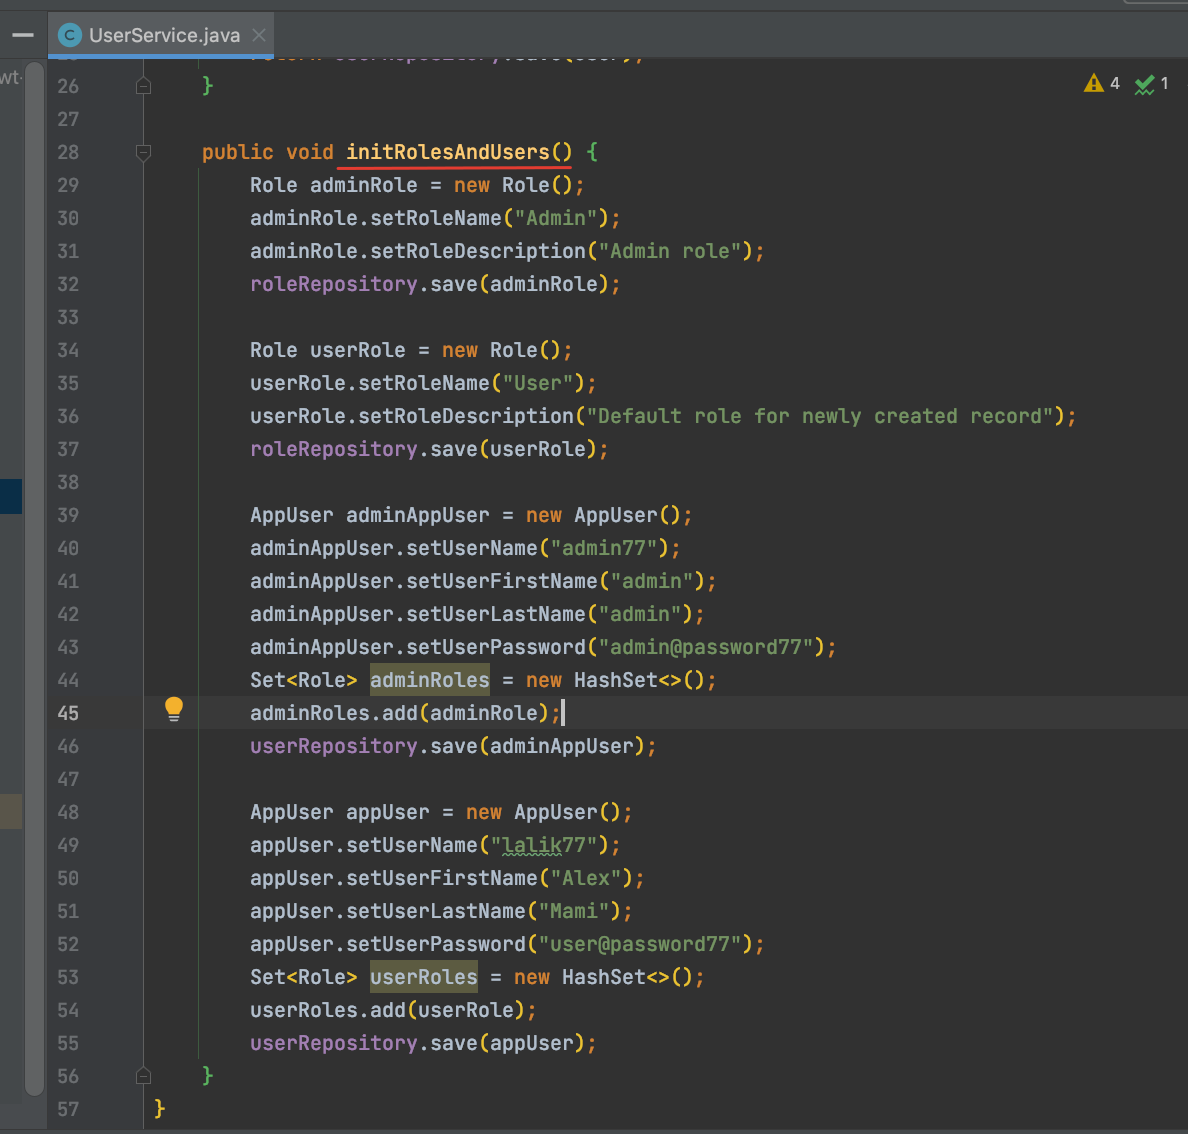 UserService.java
wt-
26 }
4 1
27
28 public void initRolesAndUsers() {
29 Role adminRole = new Role();
30 adminRole.setRoleName("Admin");
31 adminRole.setRoleDescription("Admin role");
32 roleRepository.save(adminRole);
33
34 Role userRole = new Role();
35 userRole.setRoleName("User");
36 userRole.setRoleDescription("Default role for newly created record");
37 roleRepository.save(userRole);
38
39 AppUser adminAppUser = new AppUser();
40 adminAppUser.setUserName("admin77");
41 adminAppUser.setUserFirstName("admin");
42 adminAppUser.setUserLastName("admin");
43 adminAppUser.setUserPassword("admin@password77");
44 Set<Role> adminRoles = new HashSet<>();
45 adminRoles.add(adminRole);
46 userRepository.save(adminAppUser);
47
48 AppUser appUser = new AppUser();
49 appUser.setUserName("lalik77");
50 appUser.setUserFirstName("Alex");
51 appUser.setUserLastName("Mami");
52 appUser.setUserPassword("user@password77");
53 Set<Role> userRoles = new HashSet<>();
54 userRoles.add(userRole);
55 userRepository.save(appUser);
56 }
57 }